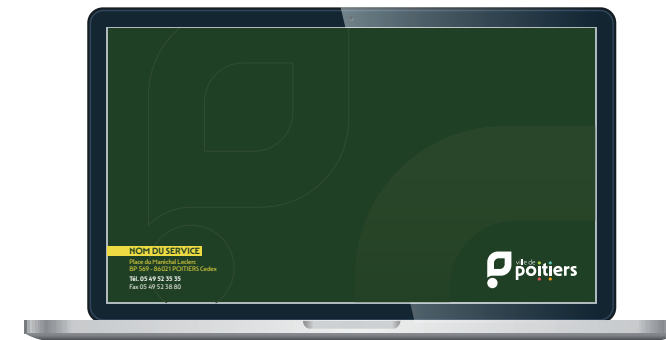 NOM DU SERVICE
Place du Maréchal Leclerc
BP 569 - 86021 POITIERS Cedex
Tél. 05 49 52 35 35
Fax 05 49 52 38 80
ville de
poitiers